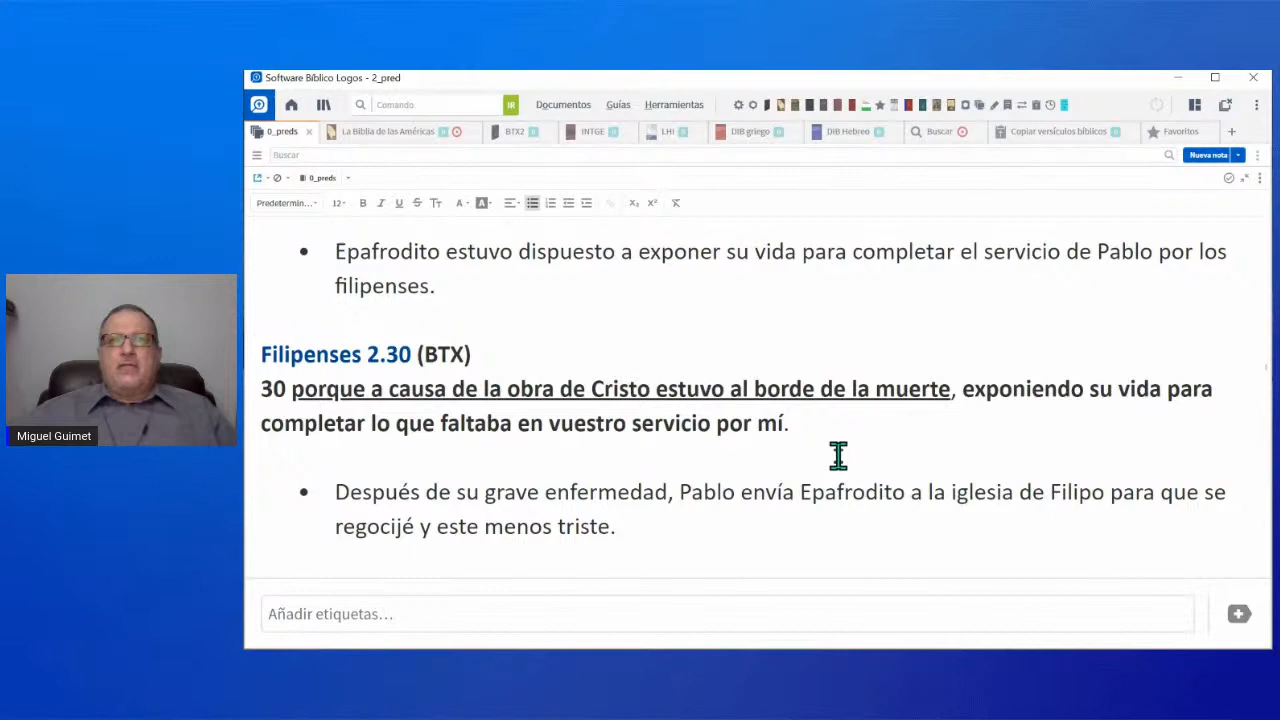 Software Bíblico Logos - 2_pred
Comando
IR
Documentos Guías Herramientas
0_preds La Biblia de las Américas BTX2 INTGE LHI DIB griego DIB Hebreo Buscar Copiar versículos bíblicos Favoritos
Buscar Nueva nota
0_preds
Predetermin... 12
Epafrodito estuvo dispuesto a exponer su vida para completar el servicio de Pablo por los
filipenses.
Filipenses 2.30 (BTX)
30 porque a causa de la obra de Cristo estuvo al borde de la muerte, exponiendo su vida para
completar lo que faltaba en vuestro servicio por mí.
Miguel Guimet
Después de su grave enfermedad, Pablo envía Epafrodito a la iglesia de Filipo para que se
regocijé y este menos triste.
Añadir etiquetas…